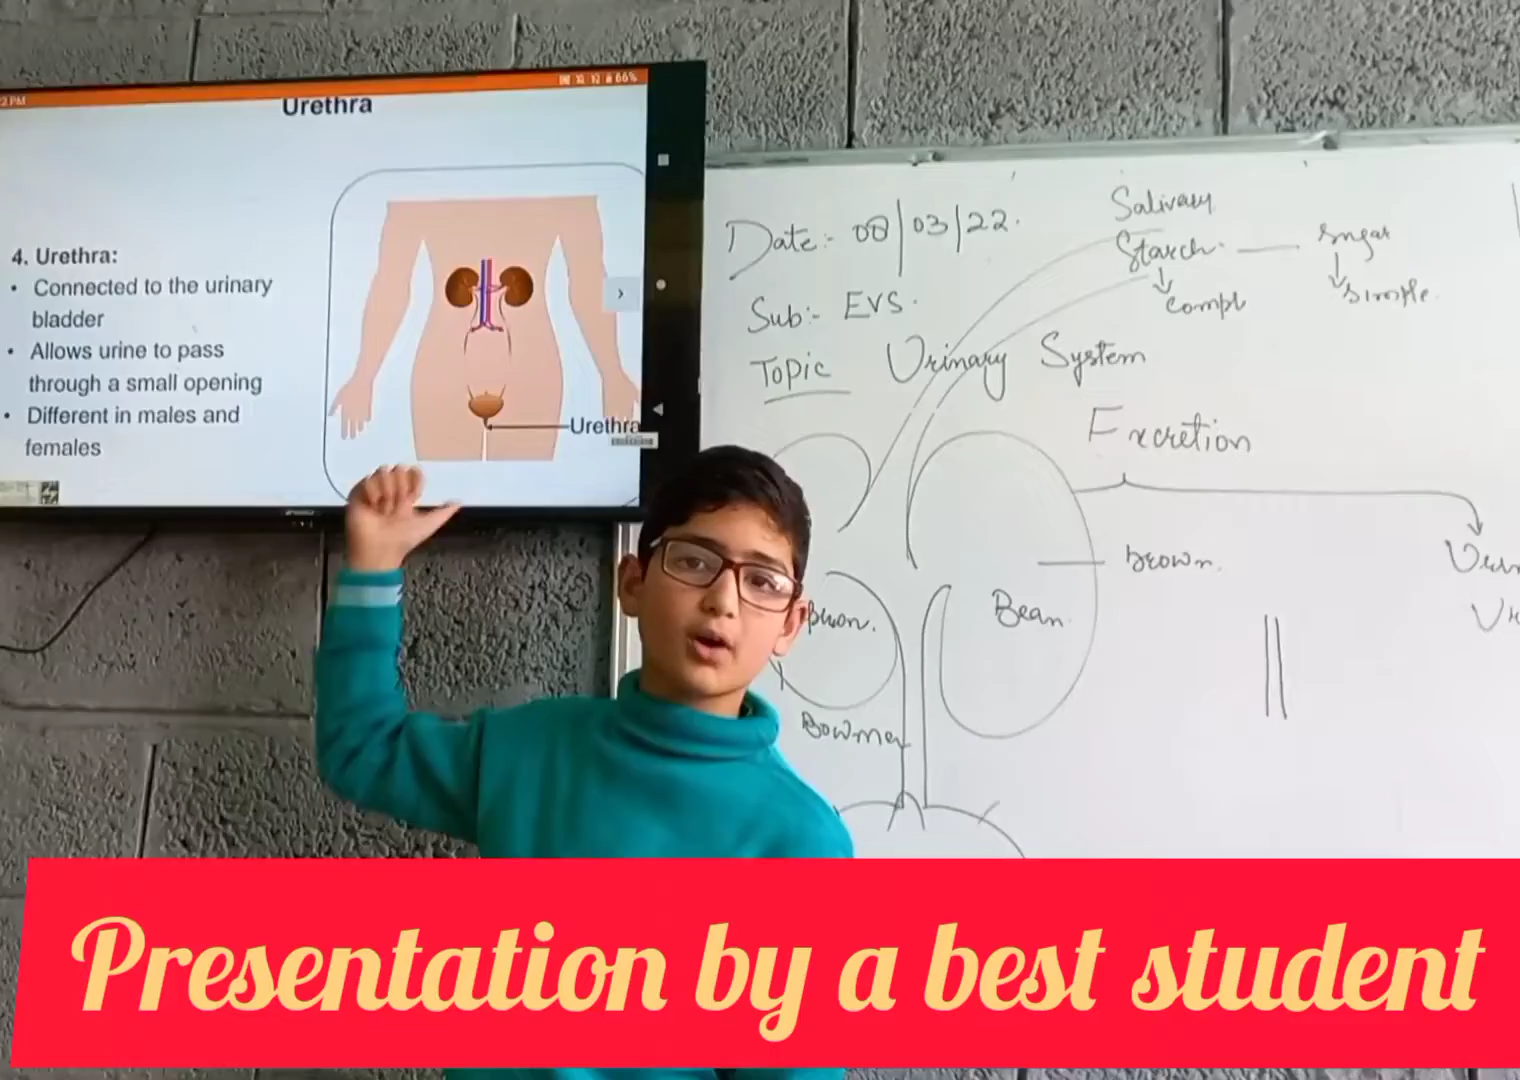 66%
Urethra
4. Urethra:
• Connected to the urinary
bladder
• Allows urine to pass
through a small opening
• Different in males and
females
Urethra
Date:- 08/03/22.
Sub:- EVS.
Topic Urinary System
Salivary
Starch
compl
sugar
simple.
Excretion
brown.
Bean
Bowmen
Presentation by a best student